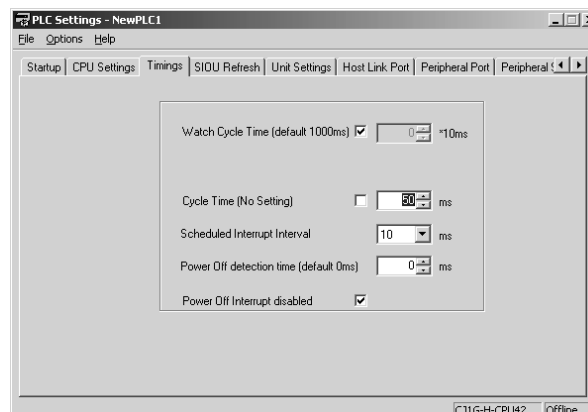 PLC Settings - NewPLC1
File Options Help
Startup CPU Settings Timings SIOU Refresh Unit Settings Host Link Port Peripheral Port Peripheral
Watch Cycle Time (default 1000ms) 0 *10ms
Cycle Time (No Setting) 50 ms
Scheduled Interrupt Interval 10 ms
Power Off detection time (default 0ms) 0 ms
Power Off Interrupt disabled
CJ1G-H-CPU42 Offline